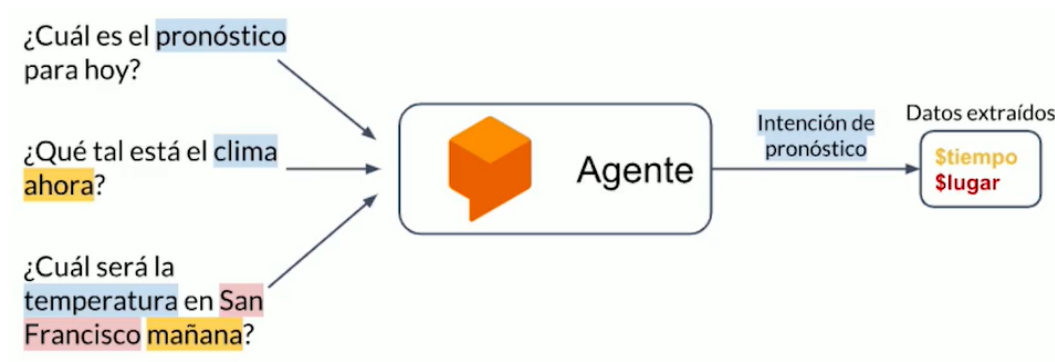 ¿Cuál es el pronóstico
para hoy?
¿Qué tal está el clima
ahora?
¿Cuál será la
temperatura en San
Francisco mañana?
Agente
Intención de
pronóstico
Datos extraídos
$tiempo
$lugar